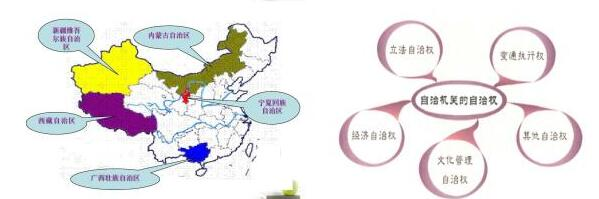 新疆维吾
尔族自治
区
内蒙古自治区
宁夏回族
自治区
西藏自治区
广西壮族自治区
立法自治权
变通执行权
自治机关的自治权
经济自治权
其他自治权
文化管理
自治权